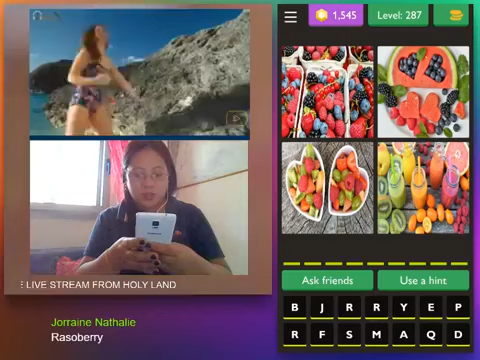 1,545
Level: 287
E LIVE STREAM FROM HOLY LAND
Jorraine Nathalie
Rasoberry
Ask friends
Use a hint
B J R R Y E P
R F S M A Q D